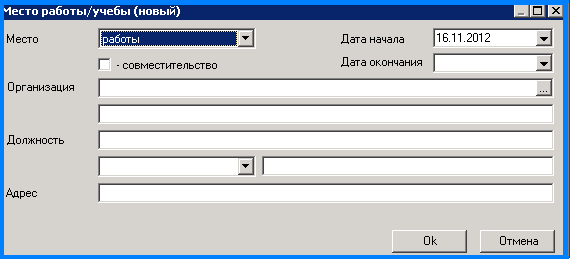 Место работы/учебы (новый)
Место работы Дата начала 16.11.2012
- совместительство Дата окончания
Организация ...
Должность
Адрес
Ok Отмена